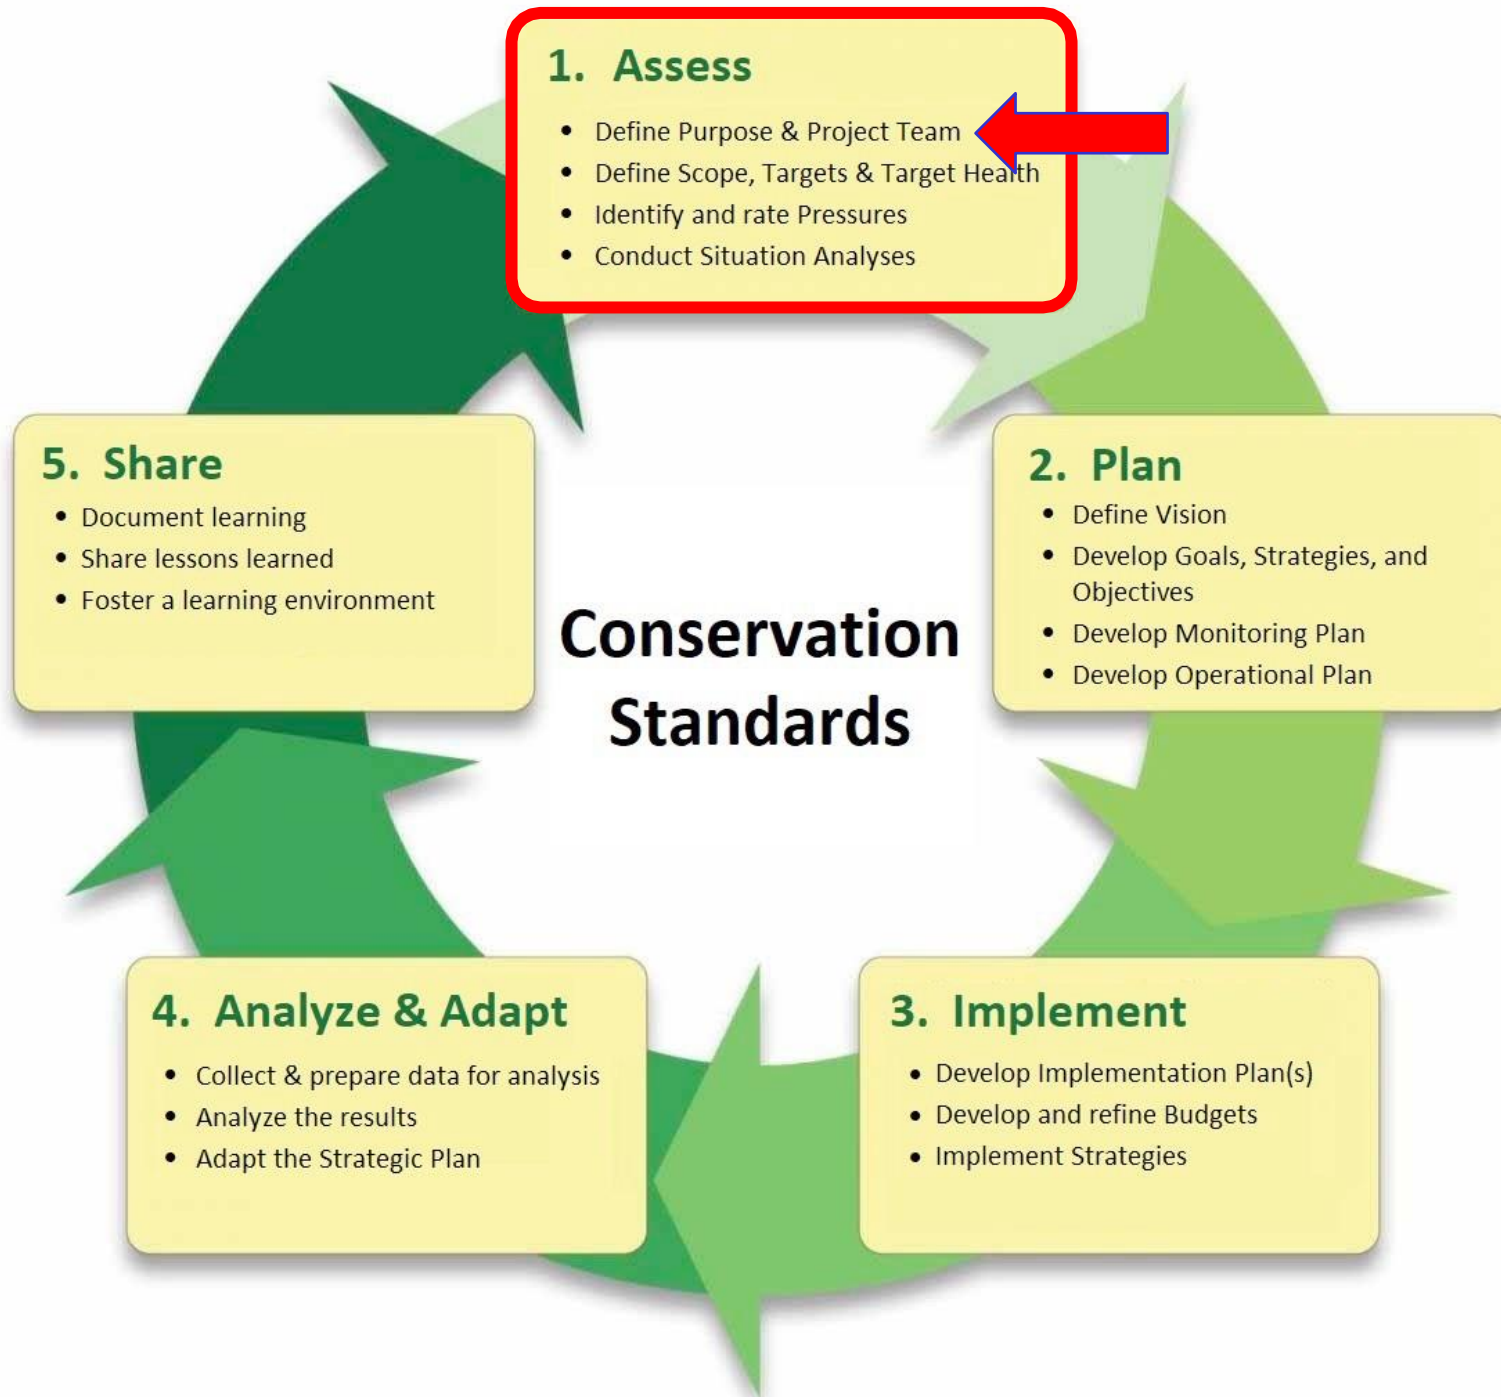 1. Assess
• Define Purpose & Project Team
• Define Scope, Targets & Target Health
• Identify and rate Pressures
• Conduct Situation Analyses
5. Share
• Document learning
• Share lessons learned
• Foster a learning environment
2. Plan
• Define Vision
• Develop Goals, Strategies, and
Objectives
• Develop Monitoring Plan
• Develop Operational Plan
Conservation
Standards
4. Analyze & Adapt
• Collect & prepare data for analysis
• Analyze the results
• Adapt the Strategic Plan
3. Implement
• Develop Implementation Plan(s)
• Develop and refine Budgets
• Implement Strategies